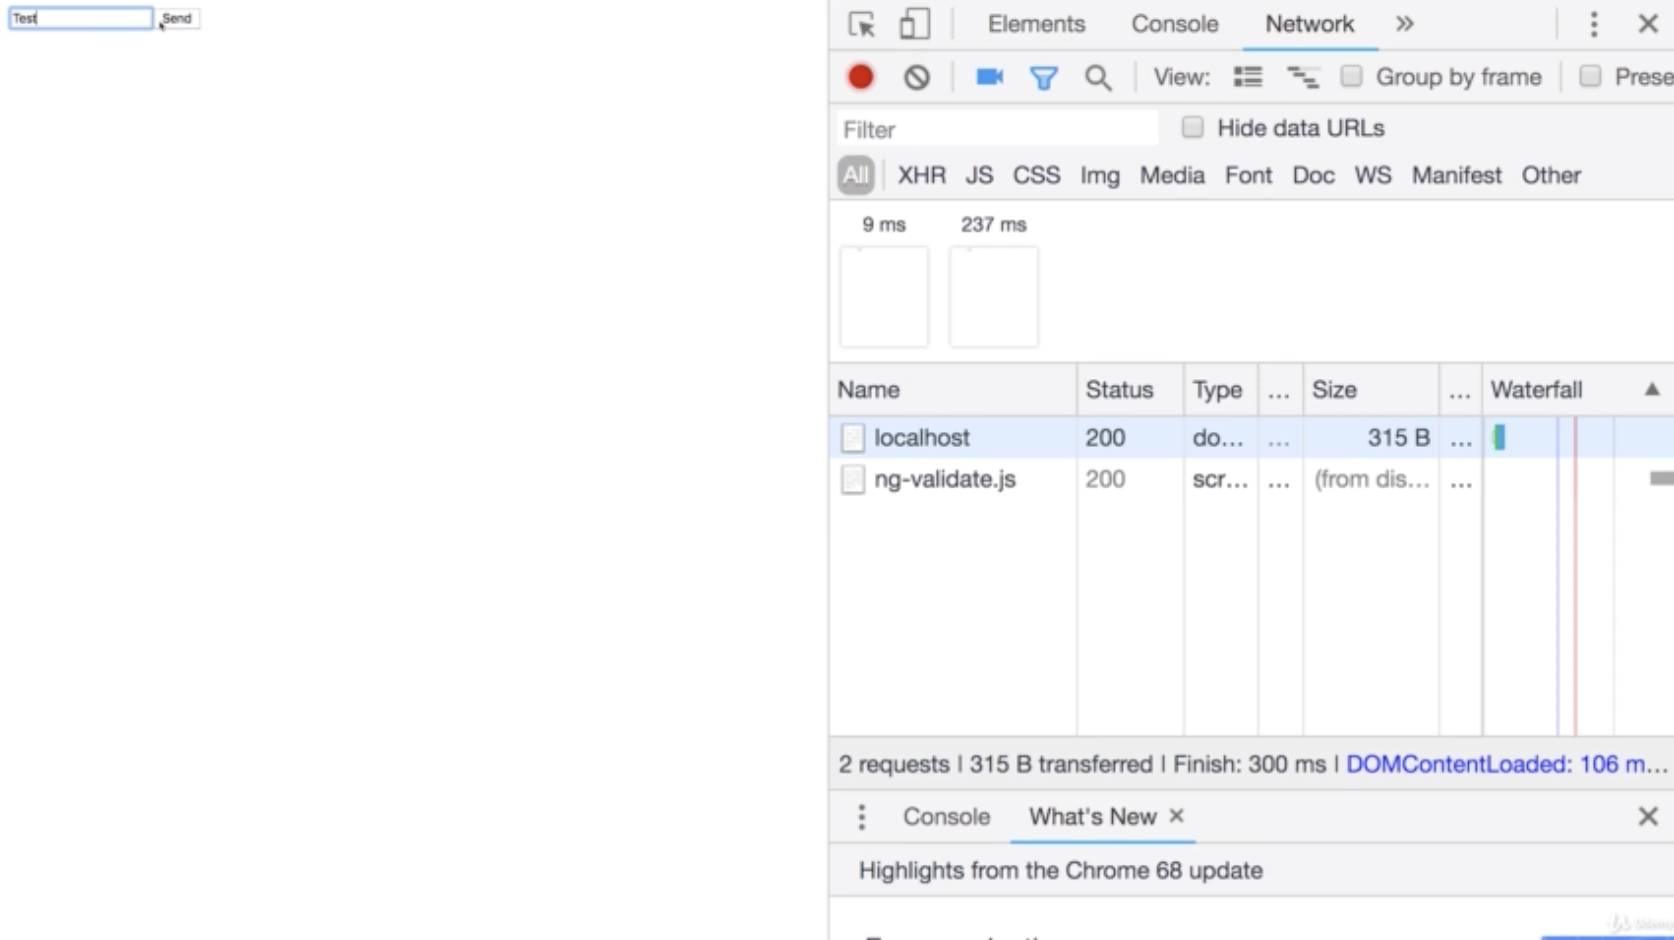 Test Send
Elements Console Network »
View: Group by frame Prese
Filter Hide data URLs
All XHR JS CSS Img Media Font Doc WS Manifest Other
9 ms 237 ms
Name Status Type ... Size ... Waterfall ▲
localhost 200 do... ... 315 B ...
ng-validate.js 200 scr... ... (from dis... ...
2 requests | 315 B transferred | Finish: 300 ms | DOMContentLoaded: 106 m...
Console What's New ×
Highlights from the Chrome 68 update